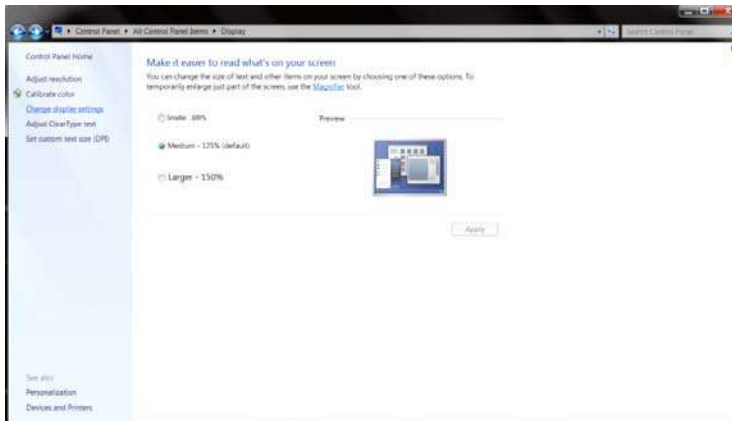 Control Panel ▸ All Control Panel Items ▸ Display
Search Control Panel
Control Panel Home
Adjust resolution
Calibrate color
Change display settings
Adjust ClearType text
Set custom text size (DPI)
Make it easier to read what's on your screen
You can change the size of text and other items on your screen by choosing one of these options. To
temporarily enlarge just part of the screen, use the Magnifier tool.
Preview
Medium - 125% (default)
Larger - 150%
Apply
See also
Personalization
Devices and Printers